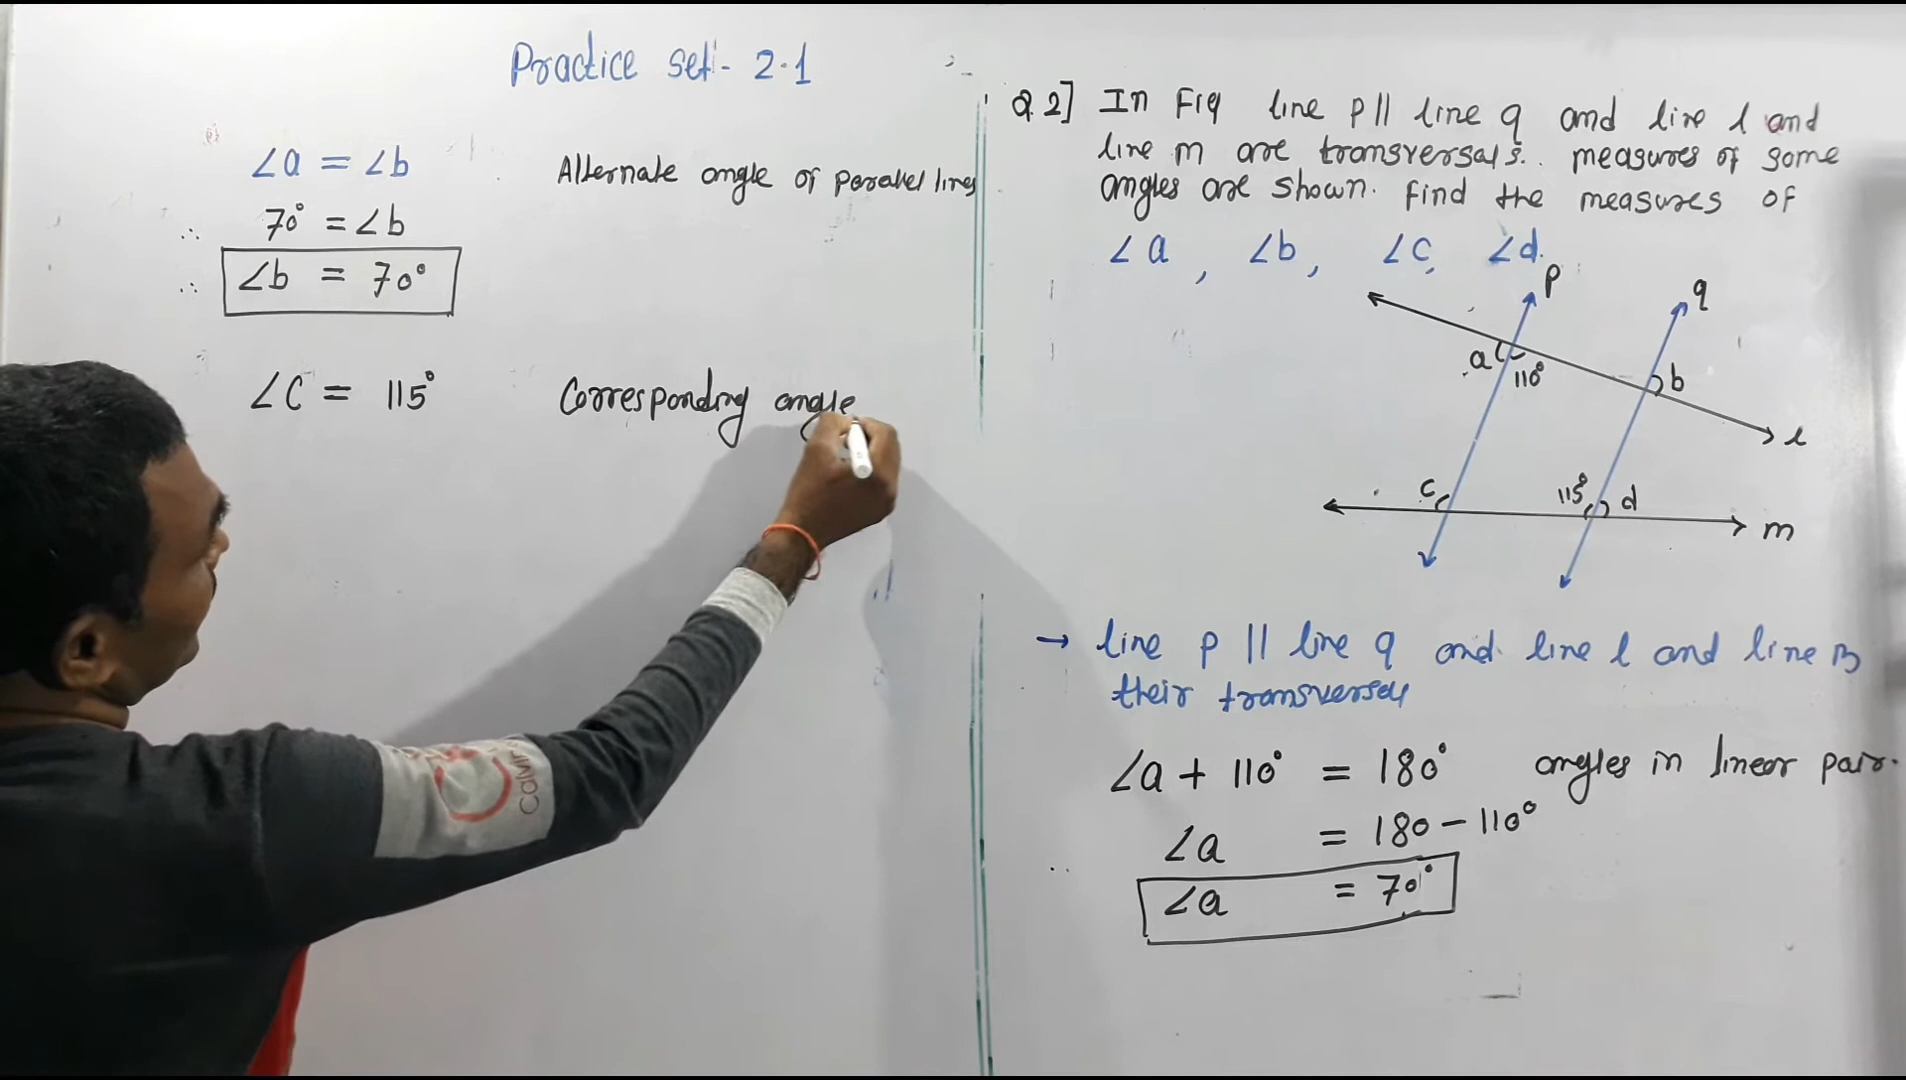 Practice set - 2.1
∠a = ∠b Alternate angle of parallel lines
∴ 70° = ∠b
∴ ∠b = 70°
∠C = 115° Corresponding angle
Q.2] In Fig line p || line q and line l and
line m are transversals. measures of some
angles are shown. find the measures of
∠a, ∠b, ∠c, ∠d.
p
q
a
110°
b
l
c
115°
d
m
→ line p || line q and line l and line m
their transversals
∠a + 110° = 180° angles in linear pair.
∠a = 180 - 110°
∴ ∠a = 70°
Calvin